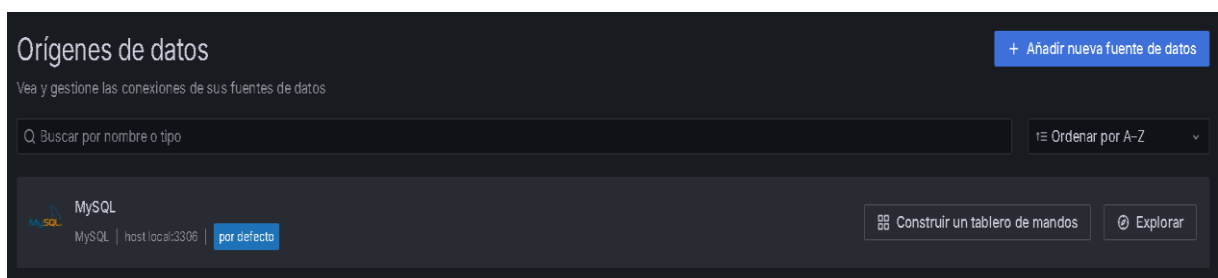 Orígenes de datos
+ Añadir nueva fuente de datos
Vea y gestione las conexiones de sus fuentes de datos
Buscar por nombre o tipo
Ordenar por A-Z
MySQL
MySQL
MySQL | host local:3306 | por defecto
Construir un tablero de mandos
Explorar